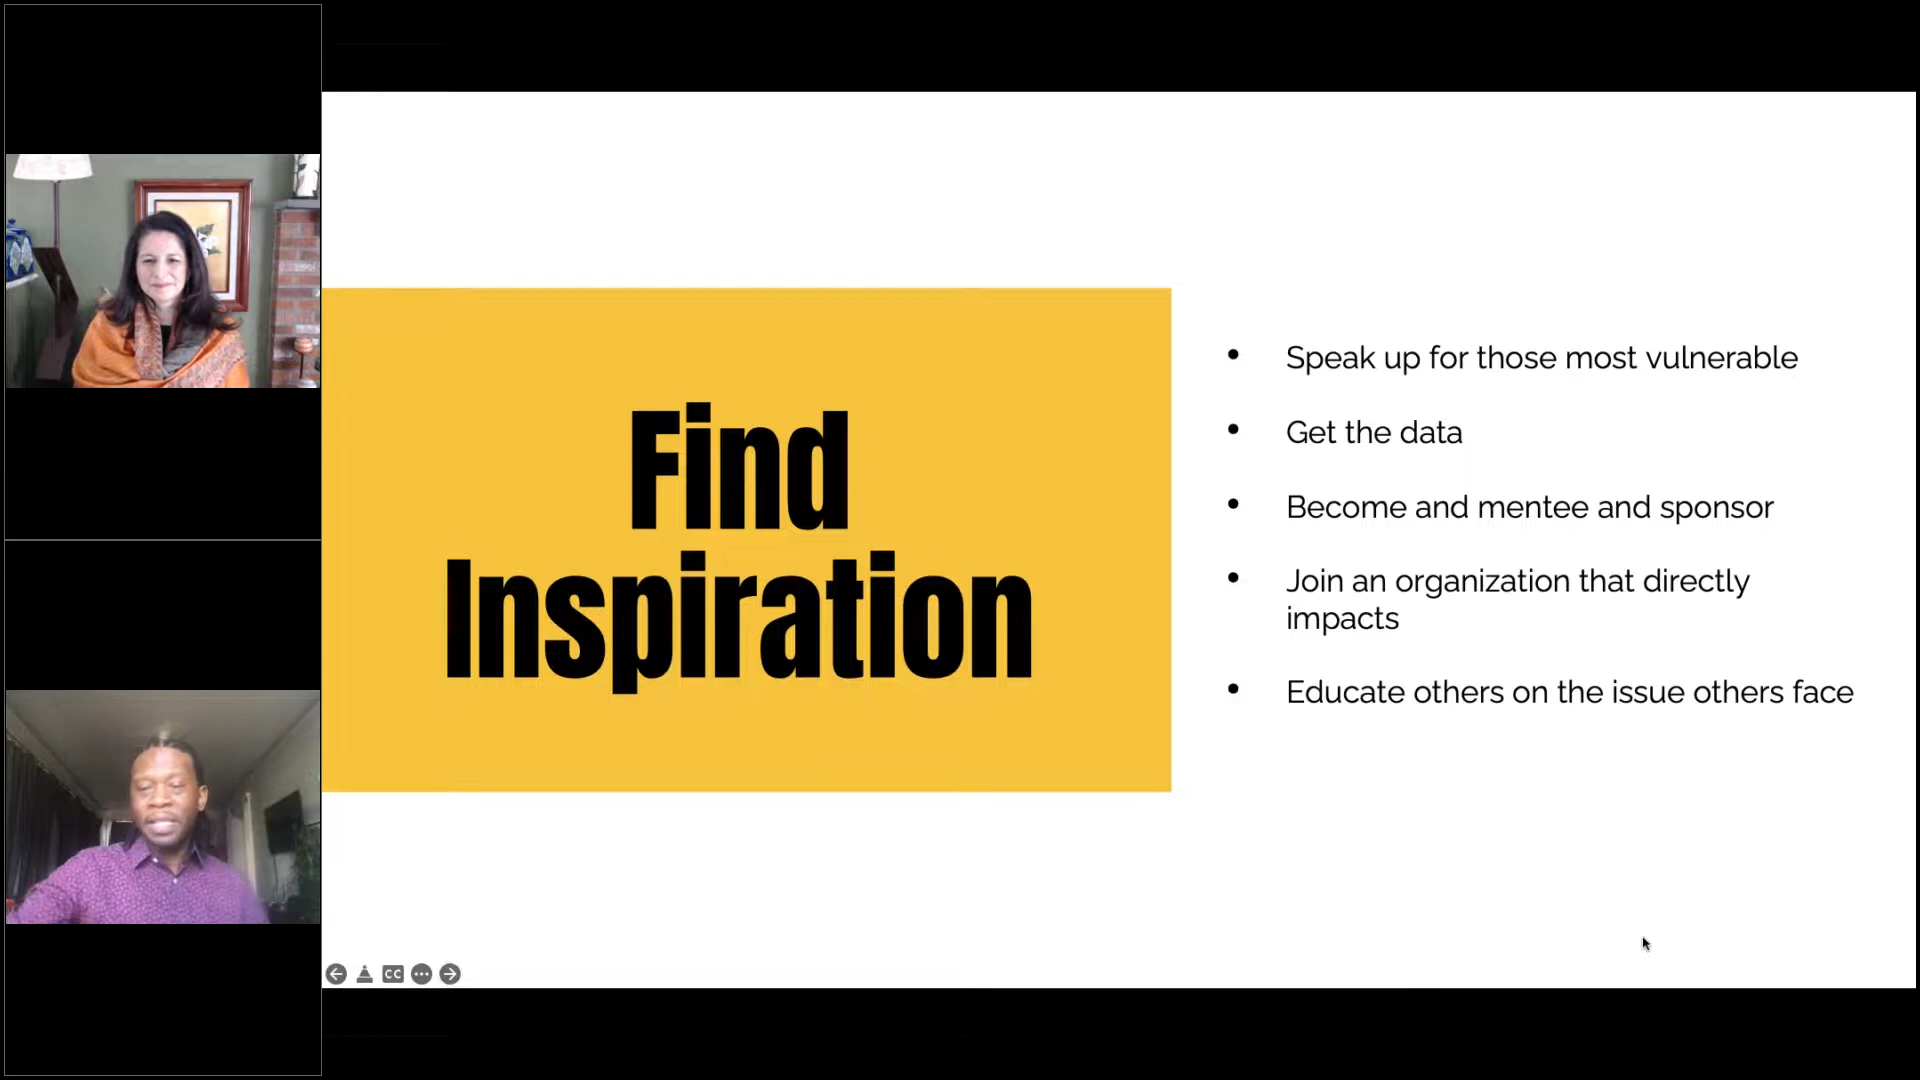 Find
Inspiration
• Speak up for those most vulnerable
• Get the data
• Become and mentee and sponsor
• Join an organization that directly
impacts
• Educate others on the issue others face
CC